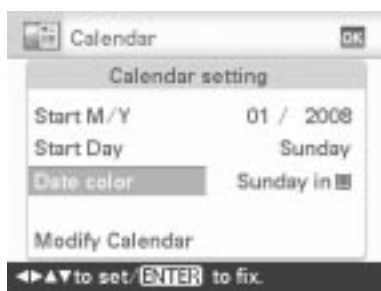 Calendar OK
Calendar setting
Start M/Y 01 / 2008
Start Day Sunday
Date color Sunday in
Modify Calendar
◄►▲▼to set/ENTER to fix.